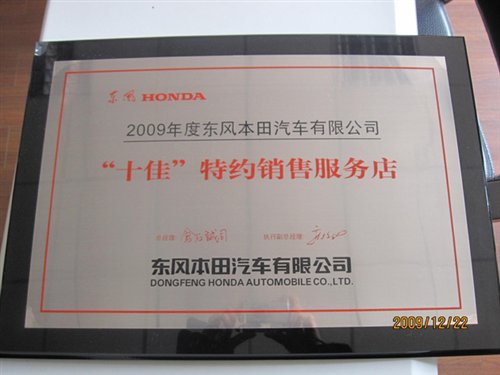 东风 HONDA
2009年度东风本田汽车有限公司
“十佳”特约销售服务店
总经理 执行副总经理
东风本田汽车有限公司
DONGFENG HONDA AUTOMOBILE CO.,LTD.
2009/12/22